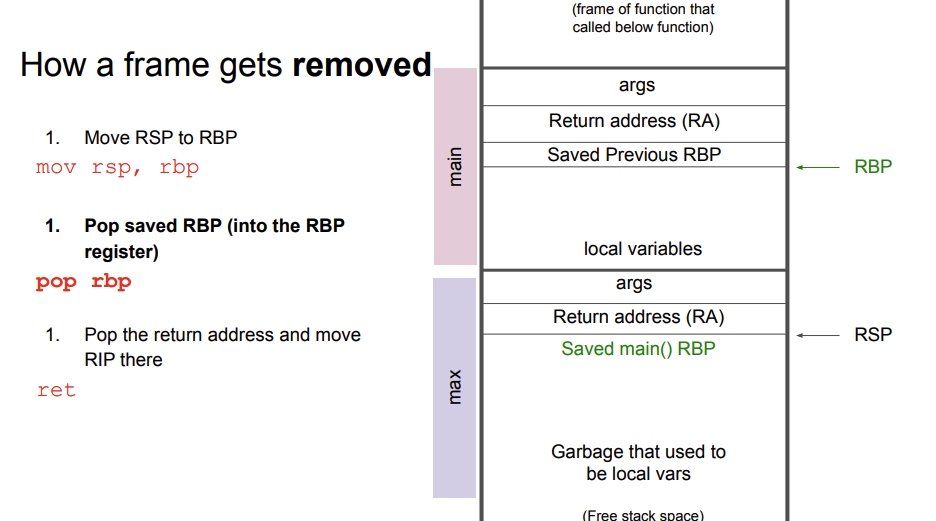 How a frame gets removed
1. Move RSP to RBP
mov rsp, rbp
1. Pop saved RBP (into the RBP
register)
pop rbp
1. Pop the return address and move
RIP there
ret
(frame of function that
called below function)
main
args
Return address (RA)
Saved Previous RBP
RBP
local variables
max
args
Return address (RA)
RSP
Saved main() RBP
Garbage that used to
be local vars
(Free stack space)